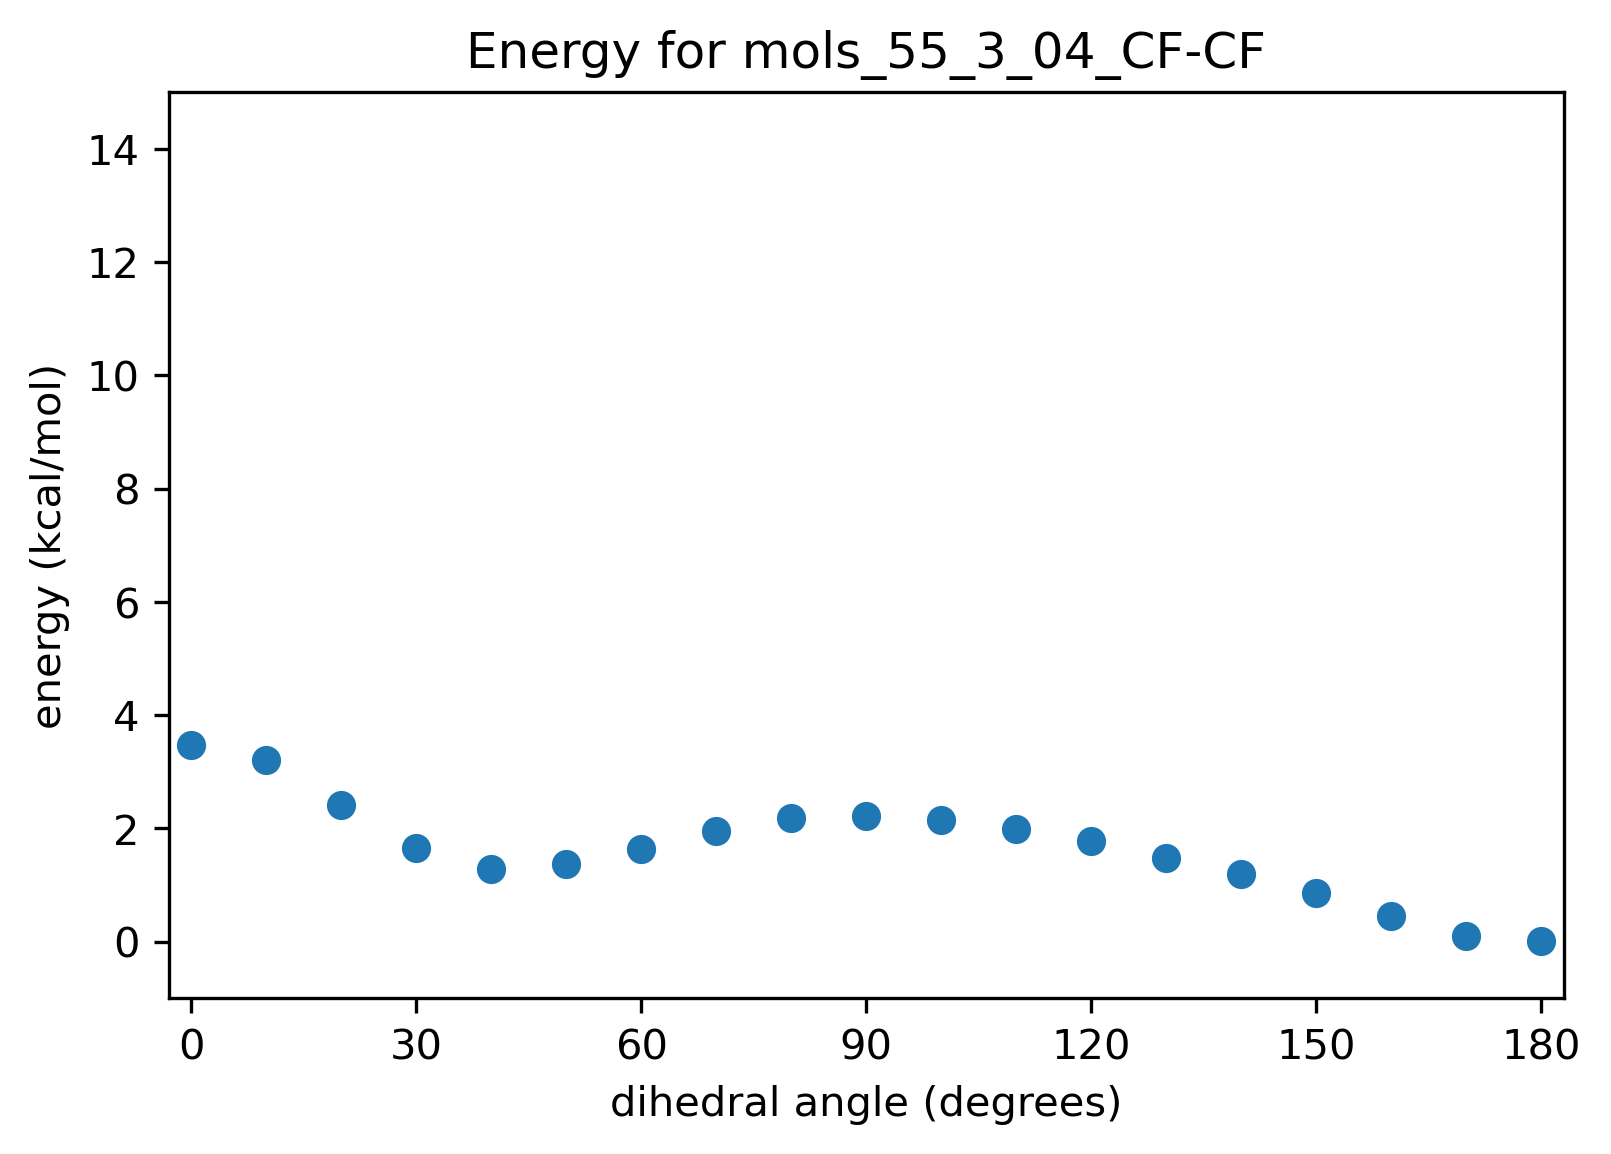 Energy for mols_55_3_04_CF-CF
14
12
10
8
6
4
2
0
energy (kcal/mol)
0 30 60 90 120 150 180
dihedral angle (degrees)